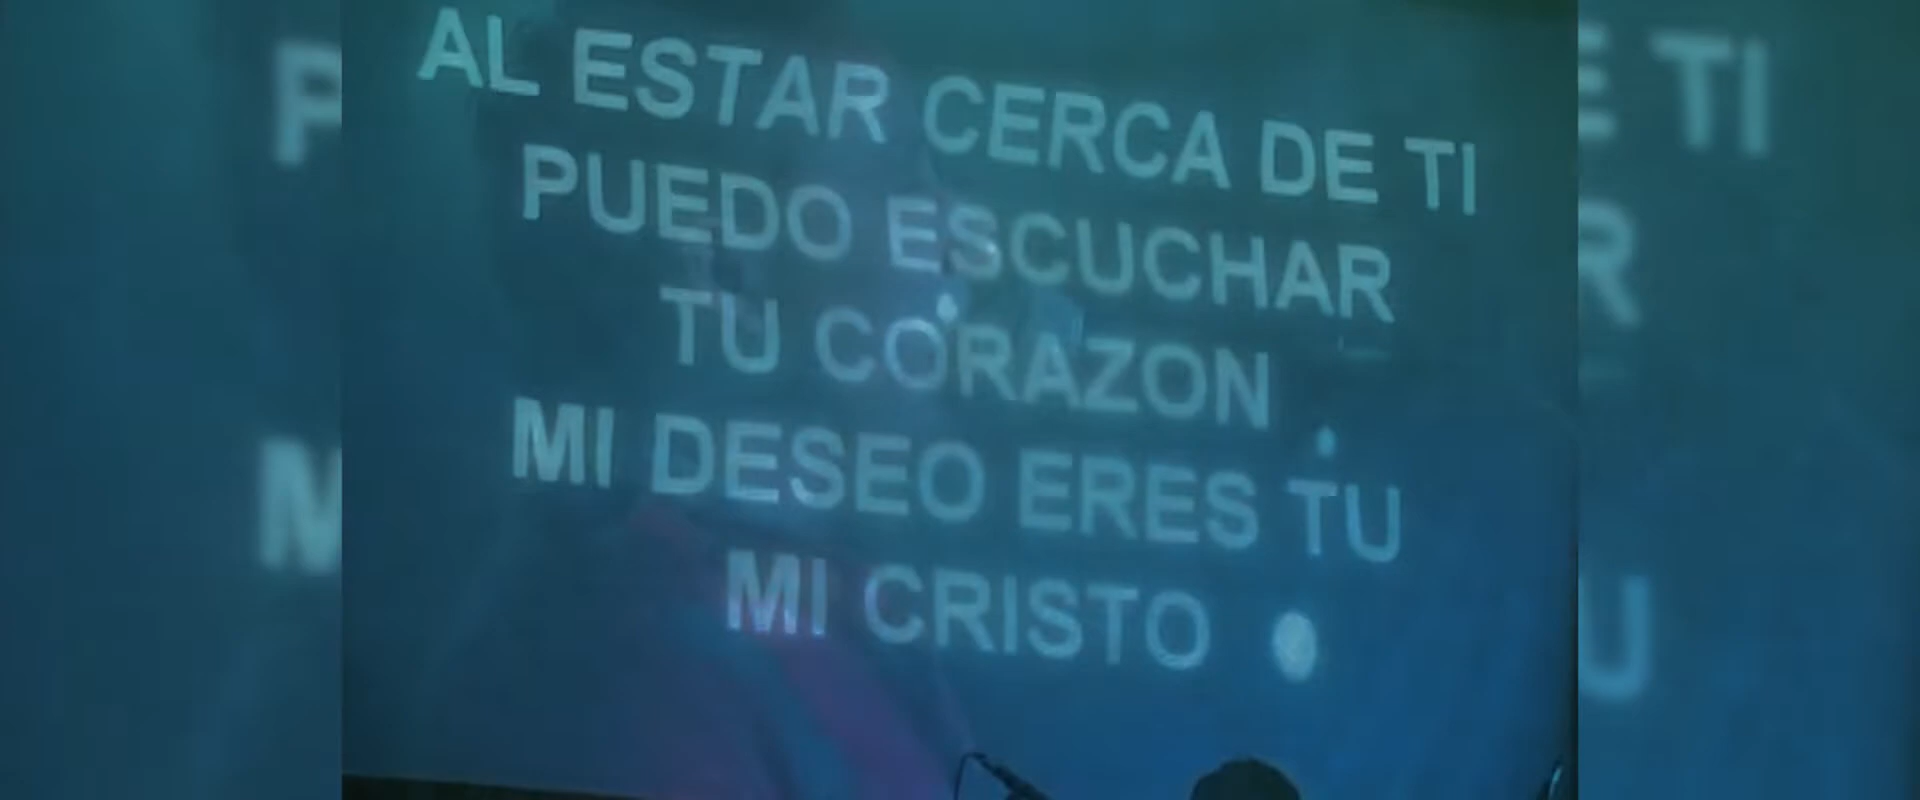 AL ESTAR CERCA DE TI
PUEDO ESCUCHAR
TU CORAZON
MI DESEO ERES TU
MI CRISTO